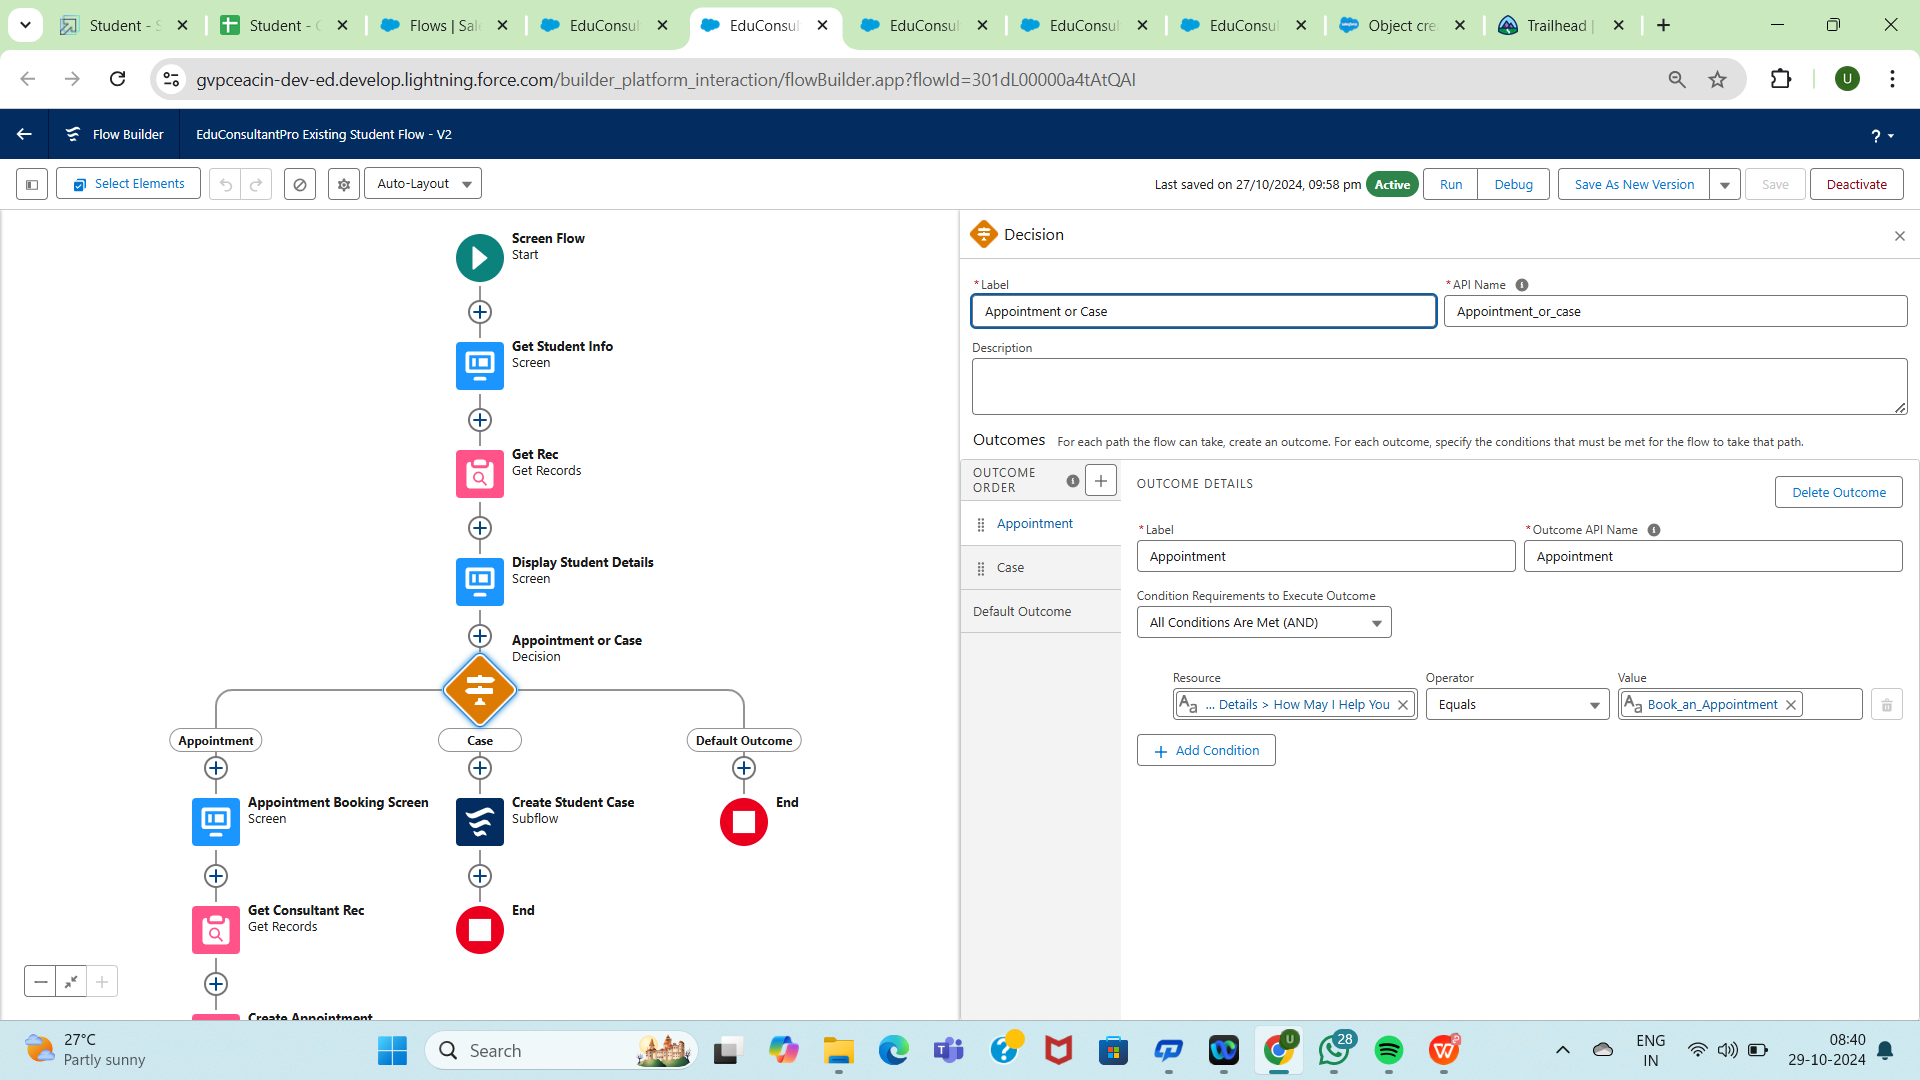 Student - S
Student - C
Flows | Sale
EduConsul
EduConsul
EduConsul
EduConsul
EduConsul
Object cre
Trailhead |
gvpceacin-dev-ed.develop.lightning.force.com/builder_platform_interaction/flowBuilder.app?flowId=301dL00000a4tAtQAI
U
Flow Builder
EduConsultantPro Existing Student Flow - V2
?
Select Elements
Auto-Layout
Last saved on 27/10/2024, 09:58 pm
Active
Run
Debug
Save As New Version
Save
Deactivate
Screen Flow
Start
Get Student Info
Screen
Get Rec
Get Records
Display Student Details
Screen
Appointment or Case
Decision
Appointment
Case
Default Outcome
Appointment Booking Screen
Screen
Create Student Case
Subflow
End
Get Consultant Rec
Get Records
End
Create Appointment
Decision
*Label
Appointment or Case
*API Name
Appointment_or_case
Description
Outcomes For each path the flow can take, create an outcome. For each outcome, specify the conditions that must be met for the flow to take that path.
OUTCOME
ORDER
Appointment
Case
Default Outcome
OUTCOME DETAILS
Delete Outcome
*Label
Appointment
*Outcome API Name
Appointment
Condition Requirements to Execute Outcome
All Conditions Are Met (AND)
Resource
Aa ... Details > How May I Help You
Operator
Equals
Value
Aa Book_an_Appointment
Add Condition
27°C
Partly sunny
Search
U
28
ENG
IN
08:40
29-10-2024